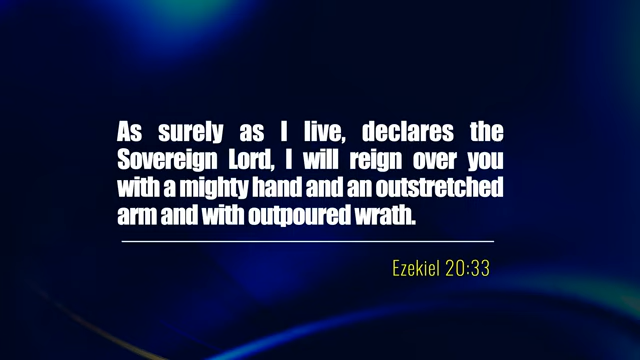 As surely as I live, declares the
Sovereign Lord, I will reign over you
with a mighty hand and an outstretched
arm and with outpoured wrath.
Ezekiel 20:33